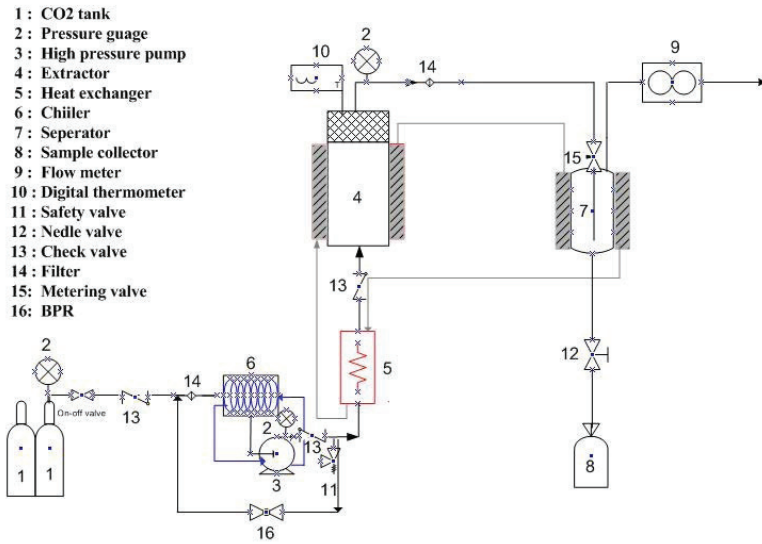 1 : CO2 tank
2 : Pressure guage
3 : High pressure pump
4 : Extractor
5 : Heat exchanger
6 : Chiiler
7 : Seperator
8 : Sample collector
9 : Flow meter
10 : Digital thermometer
11 : Safety valve
12 : Nedle valve
13 : Check valve
14 : Filter
15: Metering valve
16: BPR
2
10
14
9
15
4
7
13
2
6
5
12
14
On-off valve
13
2
13
1
1
3
11
8
16
T